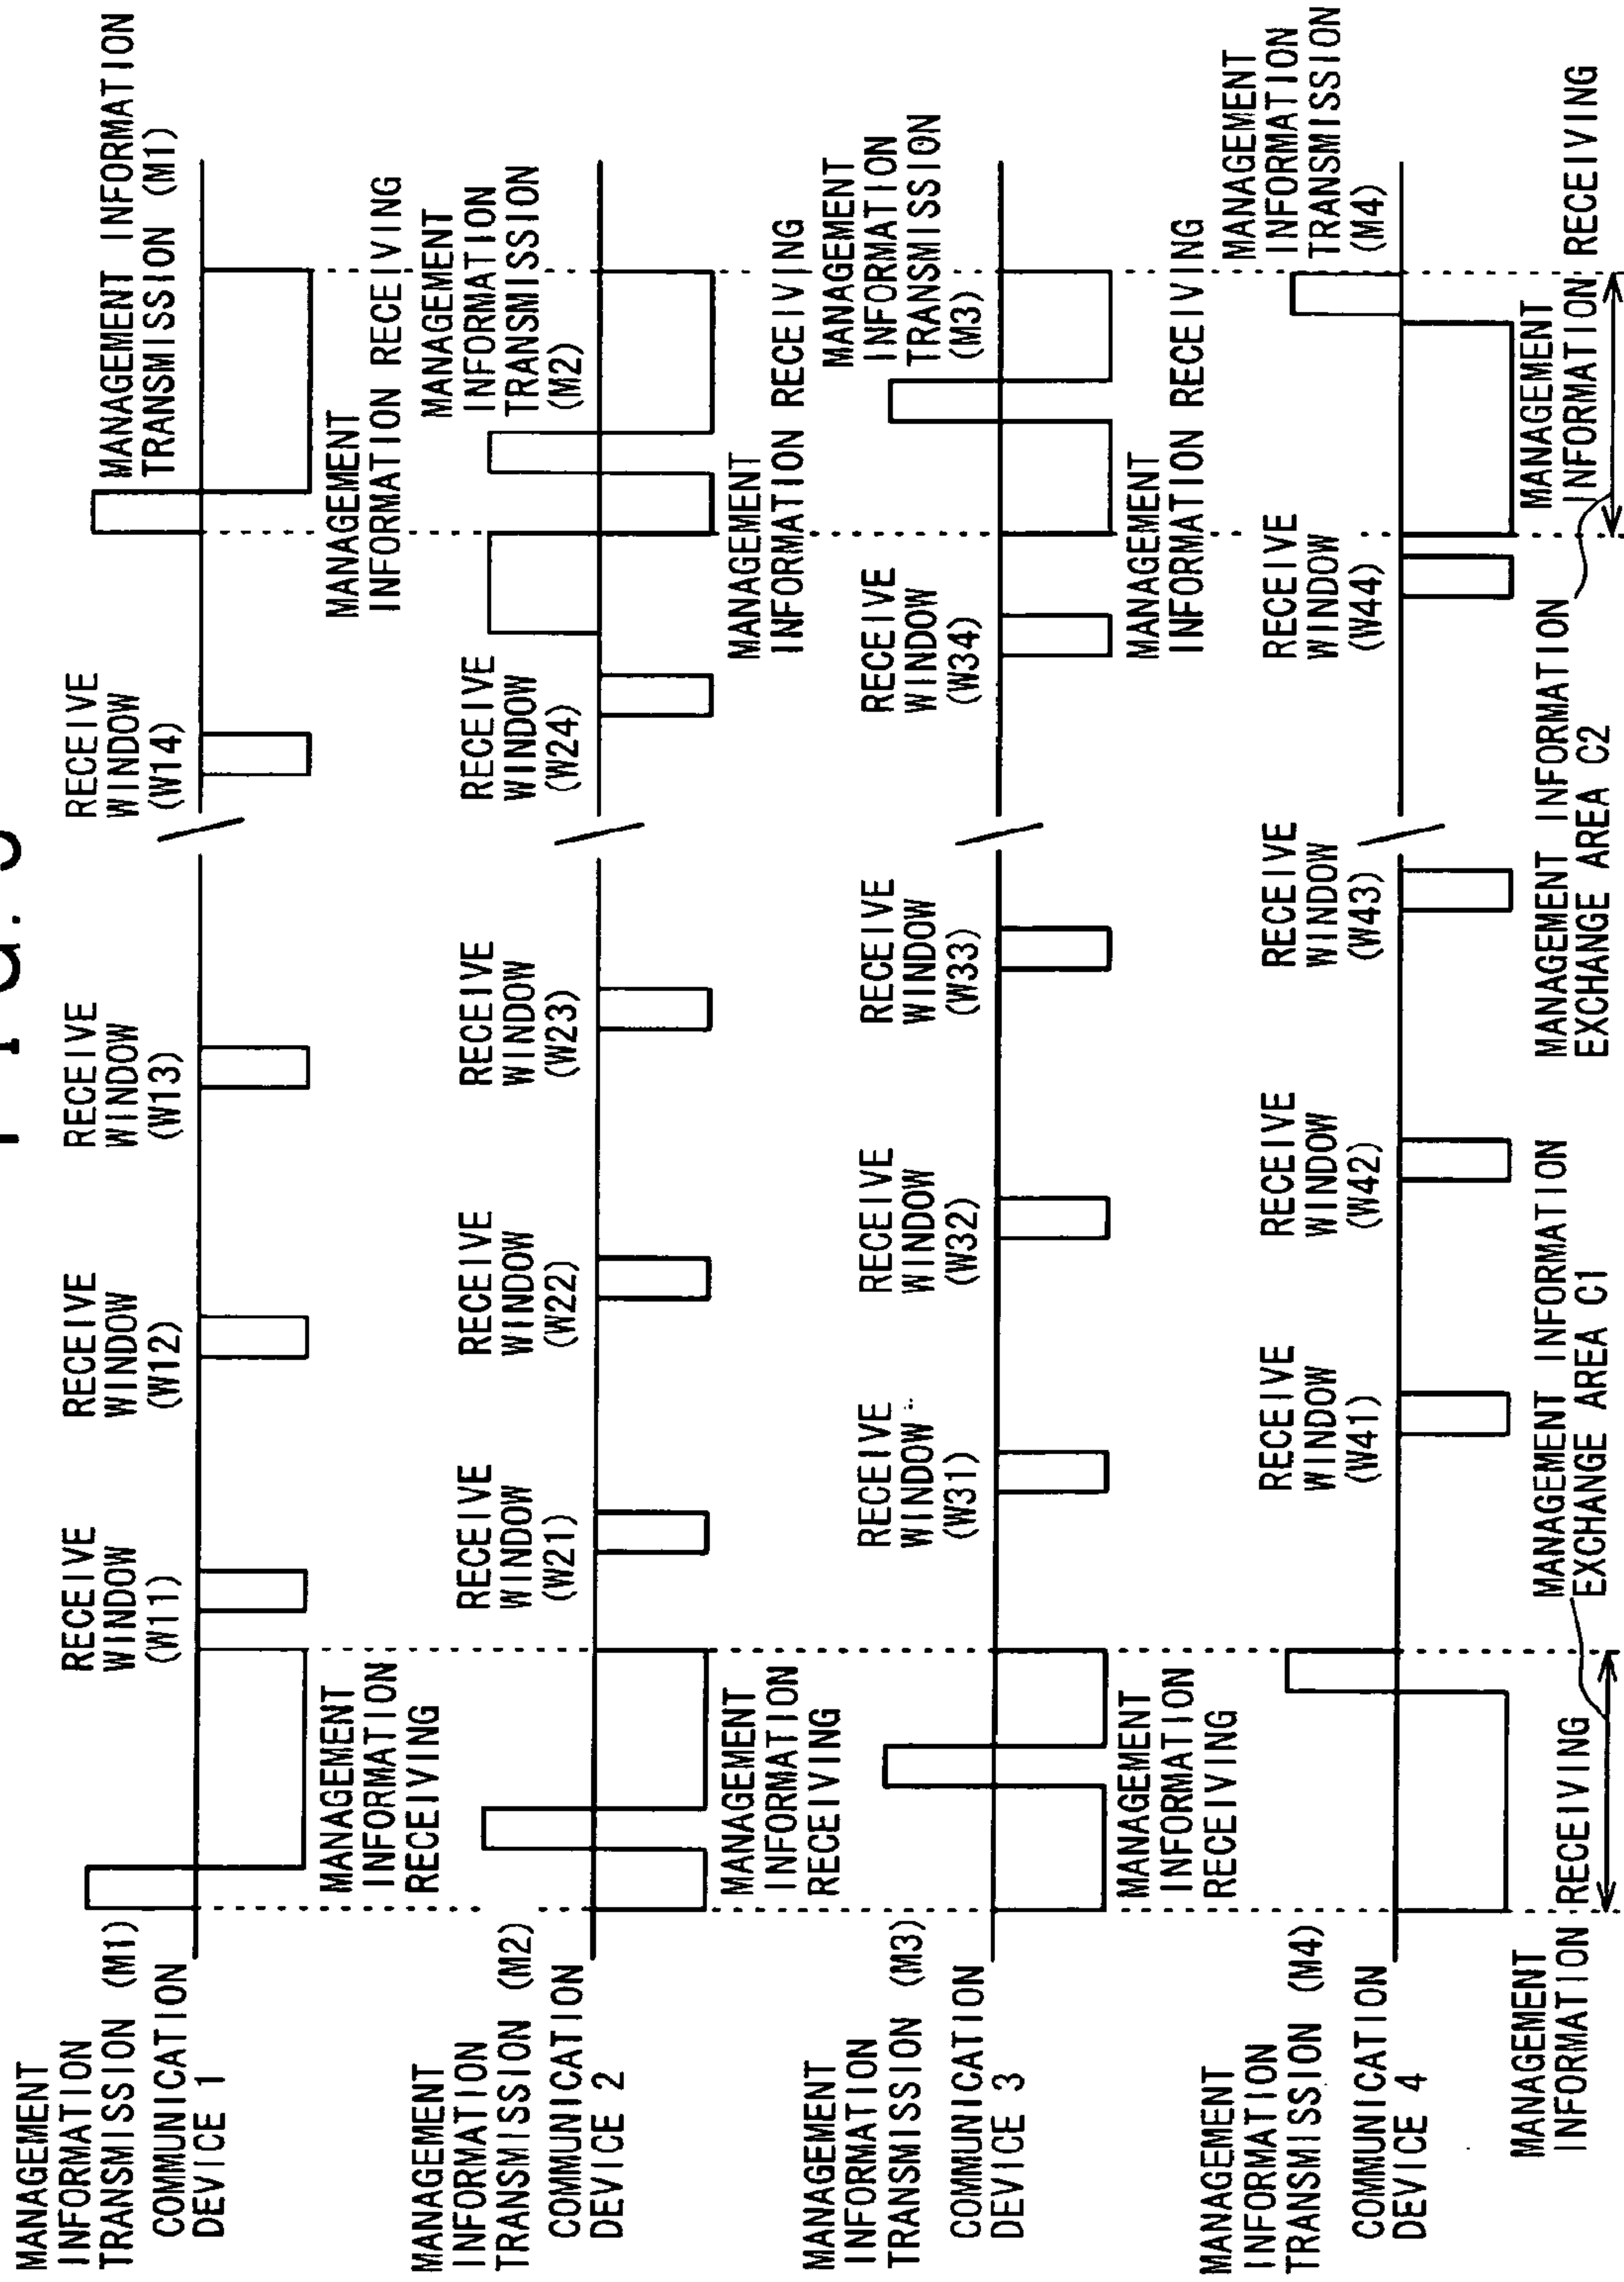 MANAGEMENT
INFORMATION
TRANSMISSION (M1)
COMMUNICATION
DEVICE 1
MANAGEMENT
INFORMATION
RECEIVING
RECEIVE
WINDOW
(W11)
RECEIVE
WINDOW
(W12)
RECEIVE
WINDOW
(W13)
RECEIVE
WINDOW
(W14)
MANAGEMENT INFORMATION
TRANSMISSION (M1)
MANAGEMENT
INFORMATION RECEIVING
MANAGEMENT
INFORMATION
TRANSMISSION (M2)
COMMUNICATION
DEVICE 2
MANAGEMENT
INFORMATION
RECEIVING
RECEIVE
WINDOW
(W21)
RECEIVE
WINDOW
(W22)
RECEIVE
WINDOW
(W23)
RECEIVE
WINDOW
(W24)
MANAGEMENT
INFORMATION
TRANSMISSION
(M2)
MANAGEMENT
INFORMATION RECEIVING
MANAGEMENT
INFORMATION
TRANSMISSION (M3)
COMMUNICATION
DEVICE 3
MANAGEMENT
INFORMATION
RECEIVING
RECEIVE
WINDOW
(W31)
RECEIVE
WINDOW
(W32)
RECEIVE
WINDOW
(W33)
RECEIVE
WINDOW
(W34)
MANAGEMENT
INFORMATION
TRANSMISSION
(M3)
MANAGEMENT
INFORMATION RECEIVING
MANAGEMENT
INFORMATION
TRANSMISSION (M4)
COMMUNICATION
DEVICE 4
MANAGEMENT
INFORMATION RECEIVING
RECEIVE
WINDOW
(W41)
RECEIVE
WINDOW
(W42)
RECEIVE
WINDOW
(W43)
RECEIVE
WINDOW
(W44)
MANAGEMENT
INFORMATION
TRANSMISSION
(M4)
MANAGEMENT
INFORMATION RECEIVING
MANAGEMENT INFORMATION
EXCHANGE AREA C1
MANAGEMENT INFORMATION
EXCHANGE AREA C2